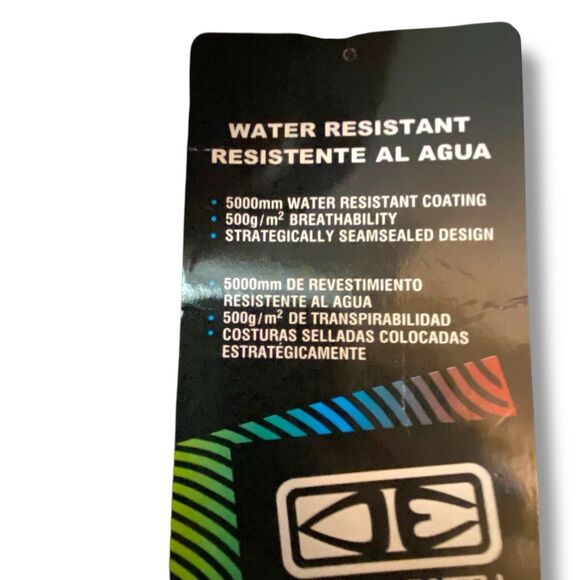 WATER RESISTANT
RESISTENTE AL AGUA
• 5000mm WATER RESISTANT COATING
• 500g/m² BREATHABILITY
• STRATEGICALLY SEAMSEALED DESIGN
• 5000mm DE REVESTIMIENTO
RESISTENTE AL AGUA
• 500g/m² DE TRANSPIRABILIDAD
• COSTURAS SELLADAS COLOCADAS
ESTRATÉGICAMENTE